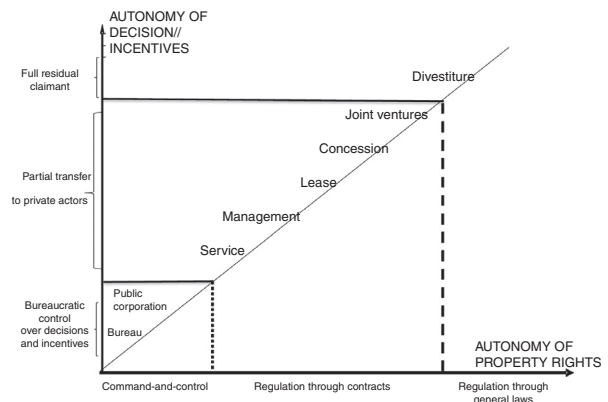 AUTONOMY OF
DECISION//
INCENTIVES
Full residual
claimant
Divestiture
Joint ventures
Concession
Partial transfer
to private actors
Lease
Management
Service
Public
corporation
Bureaucratic
control
over decisions
and incentives
Bureau
AUTONOMY OF
PROPERTY RIGHTS
Command-and-control
Regulation through contracts
Regulation through
general laws